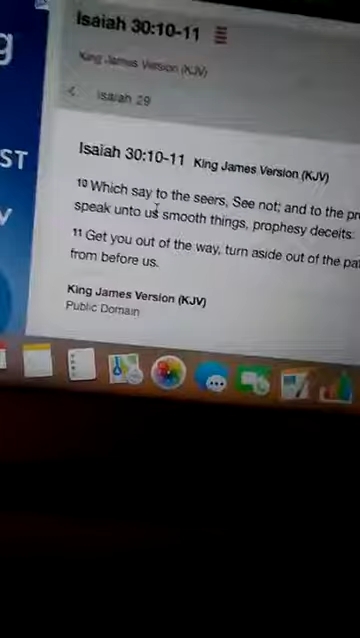 g
ST
Isaiah 30:10-11
King James Version (KJV)
Isaiah 29
Isaiah 30:10-11 King James Version (KJV)
10 Which say to the seers, See not; and to the pr
speak unto us smooth things, prophesy deceits:
11 Get you out of the way, turn aside out of the pa
from before us.
King James Version (KJV)
Public Domain